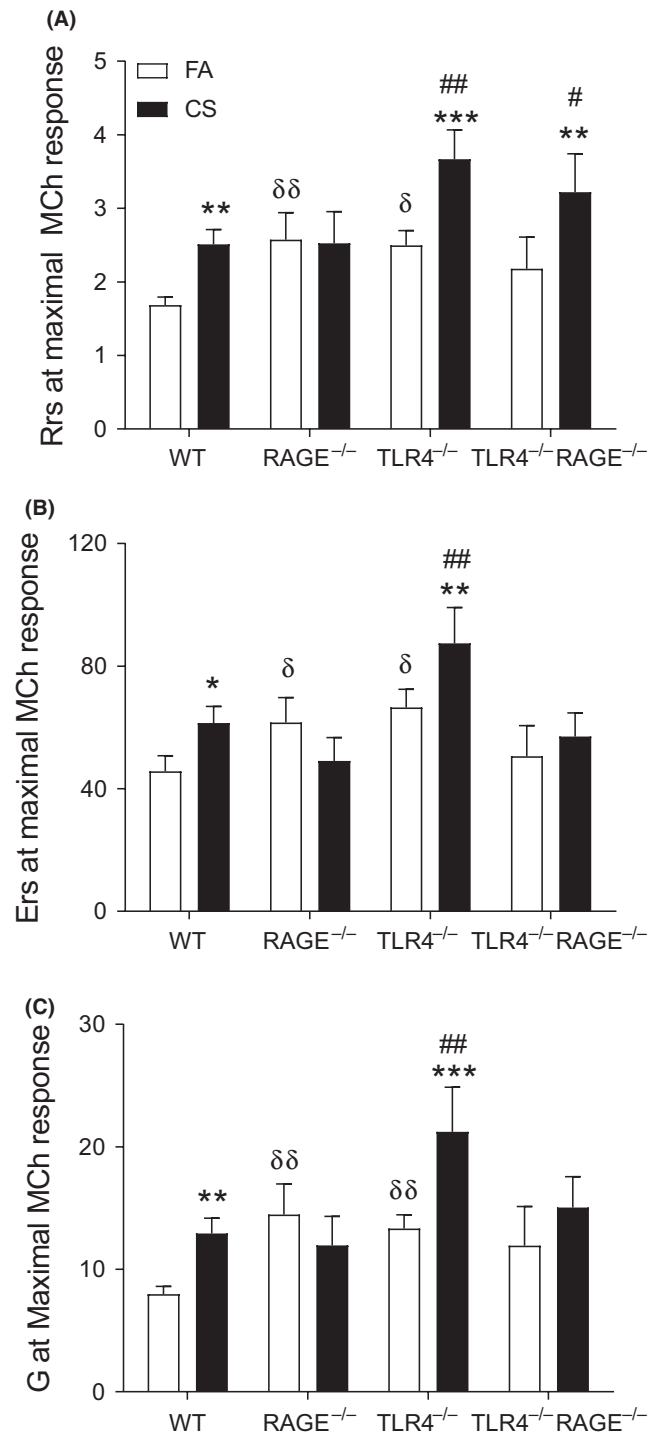 (A)
Rrs at maximal MCh response
5
4
3
2
1
0
FA
CS
**
δδ
δ
##
***
#
**
WT
RAGE⁻/⁻
TLR4⁻/⁻
TLR4⁻/⁻RAGE⁻/⁻
(B)
Ers at maximal MCh response
120
80
40
0
*
δ
δ
##
**
WT
RAGE⁻/⁻
TLR4⁻/⁻
TLR4⁻/⁻RAGE⁻/⁻
(C)
G at Maximal MCh response
30
20
10
0
**
δδ
δδ
##
***
WT
RAGE⁻/⁻
TLR4⁻/⁻
TLR4⁻/⁻RAGE⁻/⁻